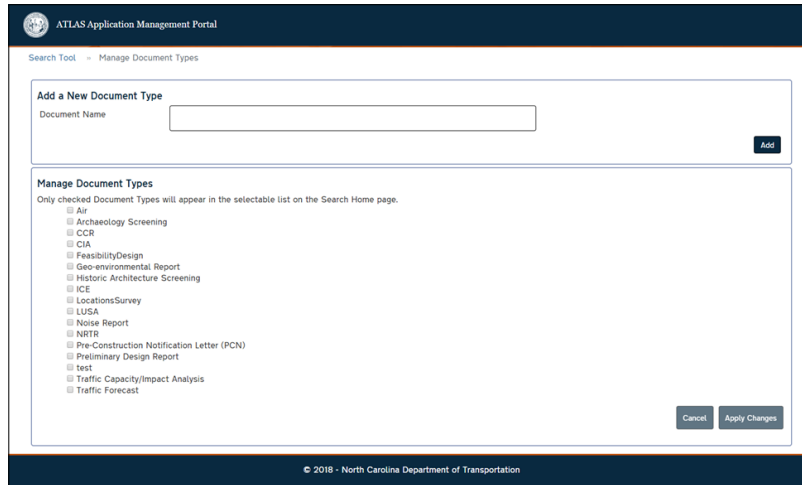 ATLAS Application Management Portal
Search Tool » Manage Document Types
Add a New Document Type
Document Name
Add
Manage Document Types
Only checked Document Types will appear in the selectable list on the Search Home page.
Air
Archaeology Screening
CCR
CIA
FeasibilityDesign
Geo-environmental Report
Historic Architecture Screening
ICE
LocationsSurvey
LUSA
Noise Report
NRTR
Pre-Construction Notification Letter (PCN)
Preliminary Design Report
test
Traffic Capacity/Impact Analysis
Traffic Forecast
Cancel Apply Changes
© 2018 - North Carolina Department of Transportation